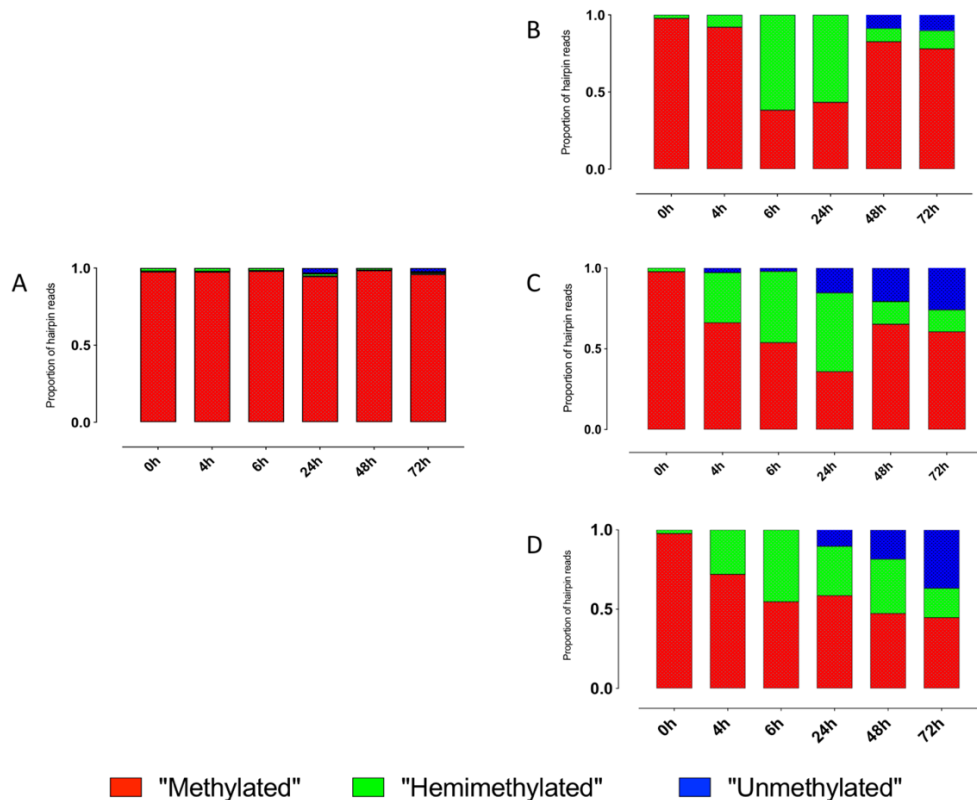 B
Proportion of hairpin reads
1.0
0.5
0.0
0h 4h 6h 24h 48h 72h
A
Proportion of hairpin reads
1.0
0.5
0.0
0h 4h 6h 24h 48h 72h
C
Proportion of hairpin reads
1.0
0.5
0.0
0h 4h 6h 24h 48h 72h
D
Proportion of hairpin reads
1.0
0.5
0.0
0h 4h 6h 24h 48h 72h
"Methylated" "Hemimethylated" "Unmethylated"